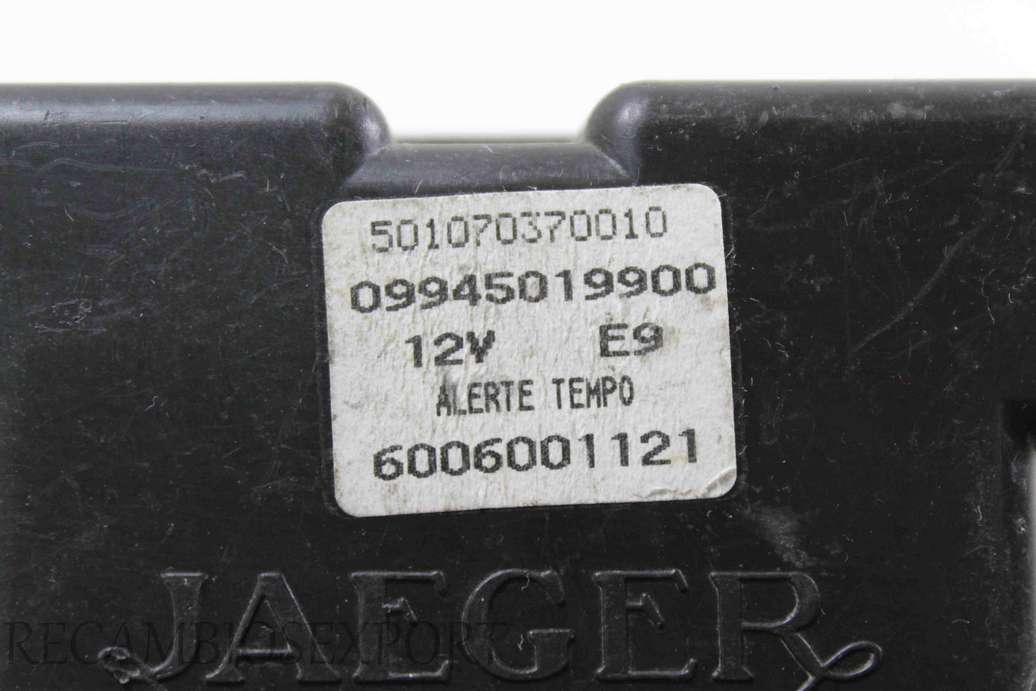 501070370010
09945019900
12V E9
ALERTE TEMPO
6006001121
JAEGER
RECAMBIOSEXPORT